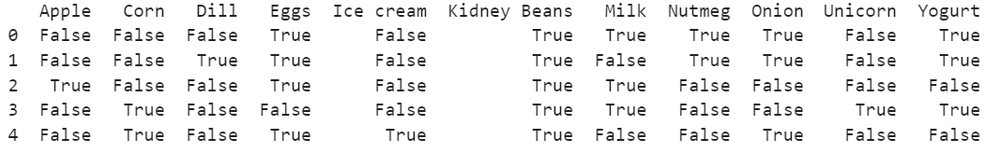 Apple Corn Dill Eggs Ice cream Kidney Beans Milk Nutmeg Onion Unicorn Yogurt
0 False False False True False True True True True False True
1 False False True True False True False True True False True
2 True False False True False True True False False False False
3 False True False False False True True False False True True
4 False True False True True True False False True False False